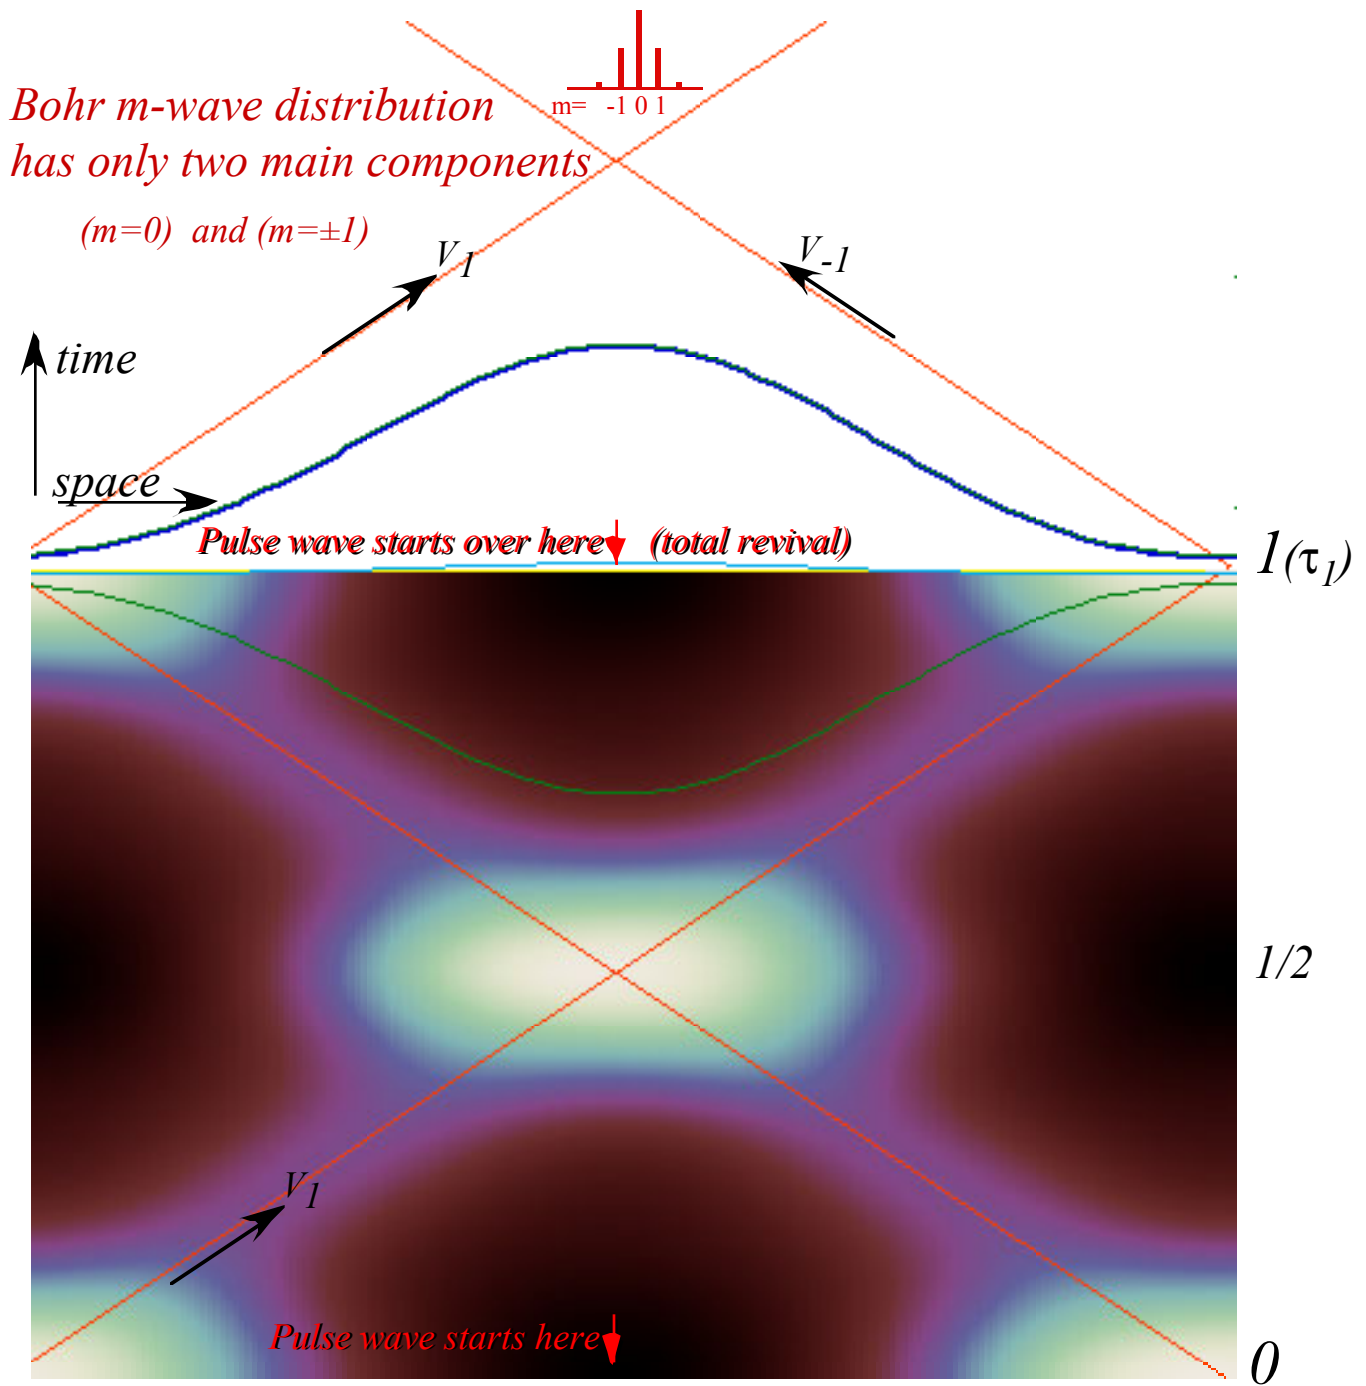 Bohr m-wave distribution
m= -1 0 1
has only two main components
(m=0) and (m=±1)
V1
V-1
time
space
Pulse wave starts over here (total revival)
1(τ1)
1/2
V1
Pulse wave starts here
0